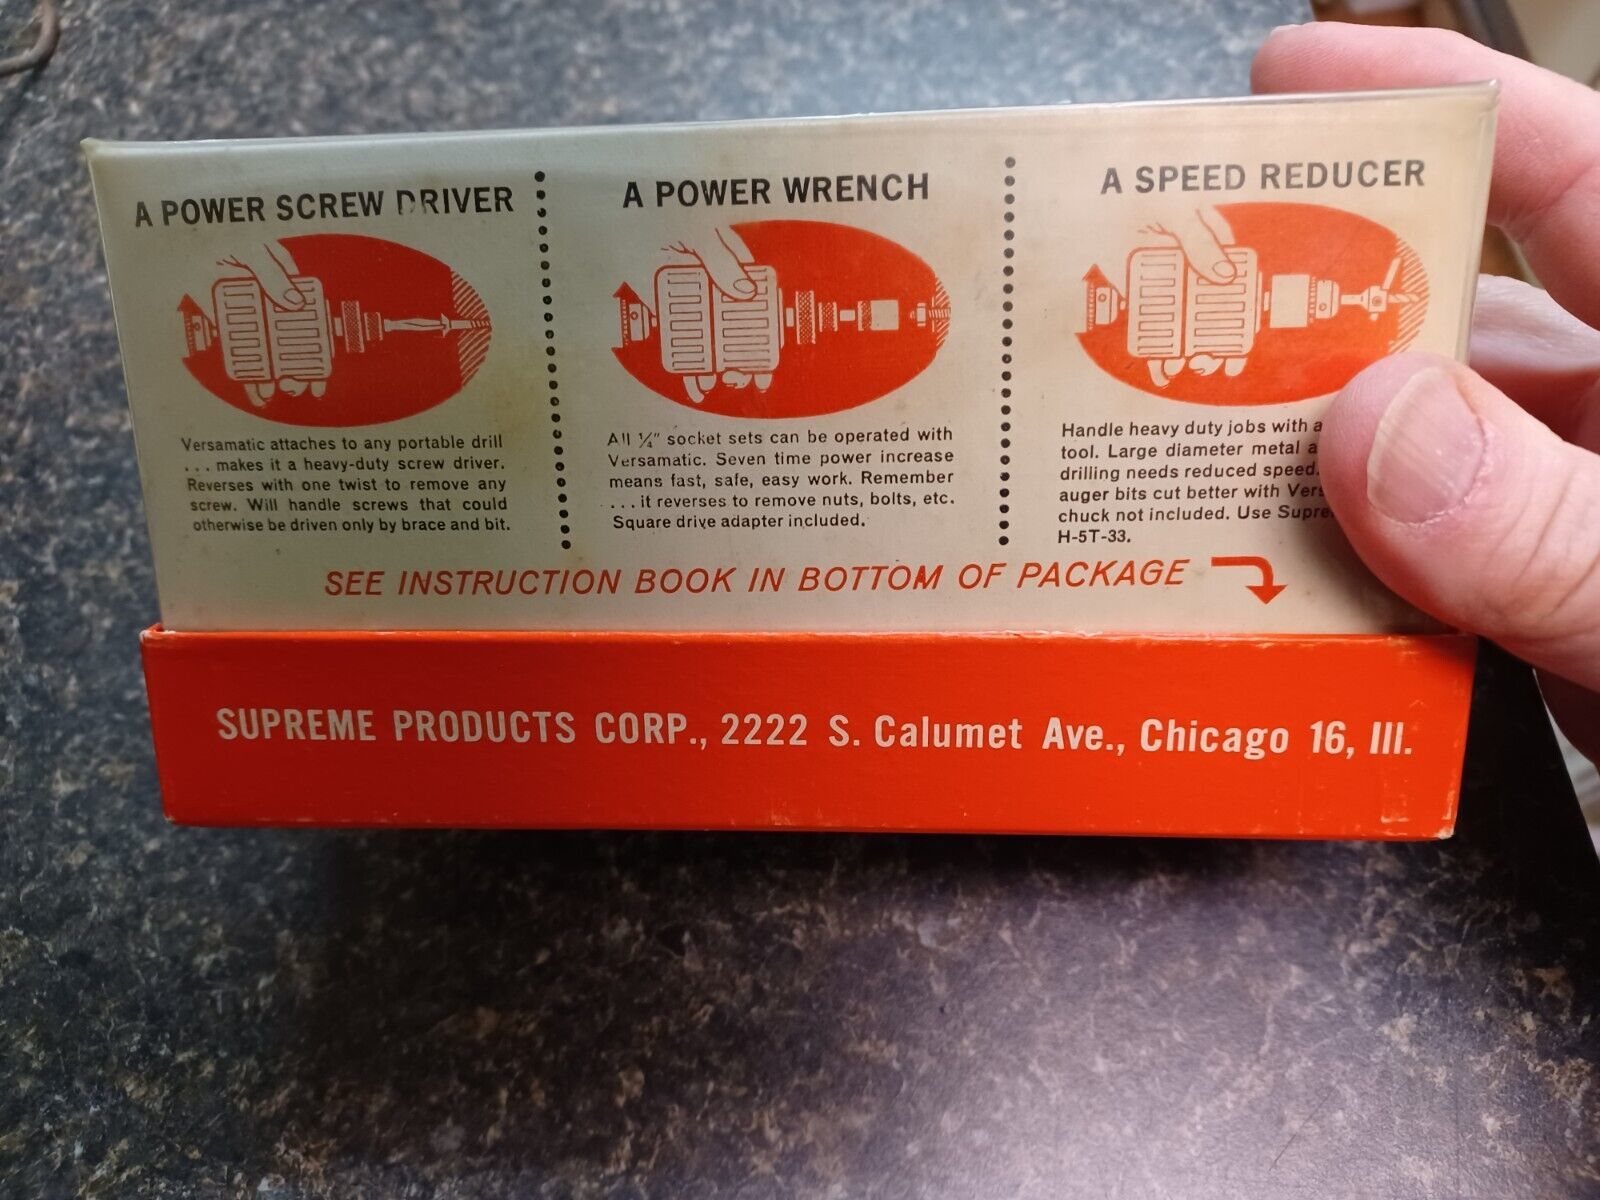 A POWER SCREW DRIVER
Versamatic attaches to any portable drill
... makes it a heavy-duty screw driver.
Reverses with one twist to remove any
screw. Will handle screws that could
otherwise be driven only by brace and bit.
A POWER WRENCH
All ¼" socket sets can be operated with
Versamatic. Seven time power increase
means fast, safe, easy work. Remember
... it reverses to remove nuts, bolts, etc.
Square drive adapter included.
A SPEED REDUCER
Handle heavy duty jobs with
tool. Large diameter metal
drilling needs reduced speed.
auger bits cut better with
chuck not included. Use
H-5T-33.
SEE INSTRUCTION BOOK IN BOTTOM OF PACKAGE
SUPREME PRODUCTS CORP., 2222 S. Calumet Ave., Chicago 16, Ill.